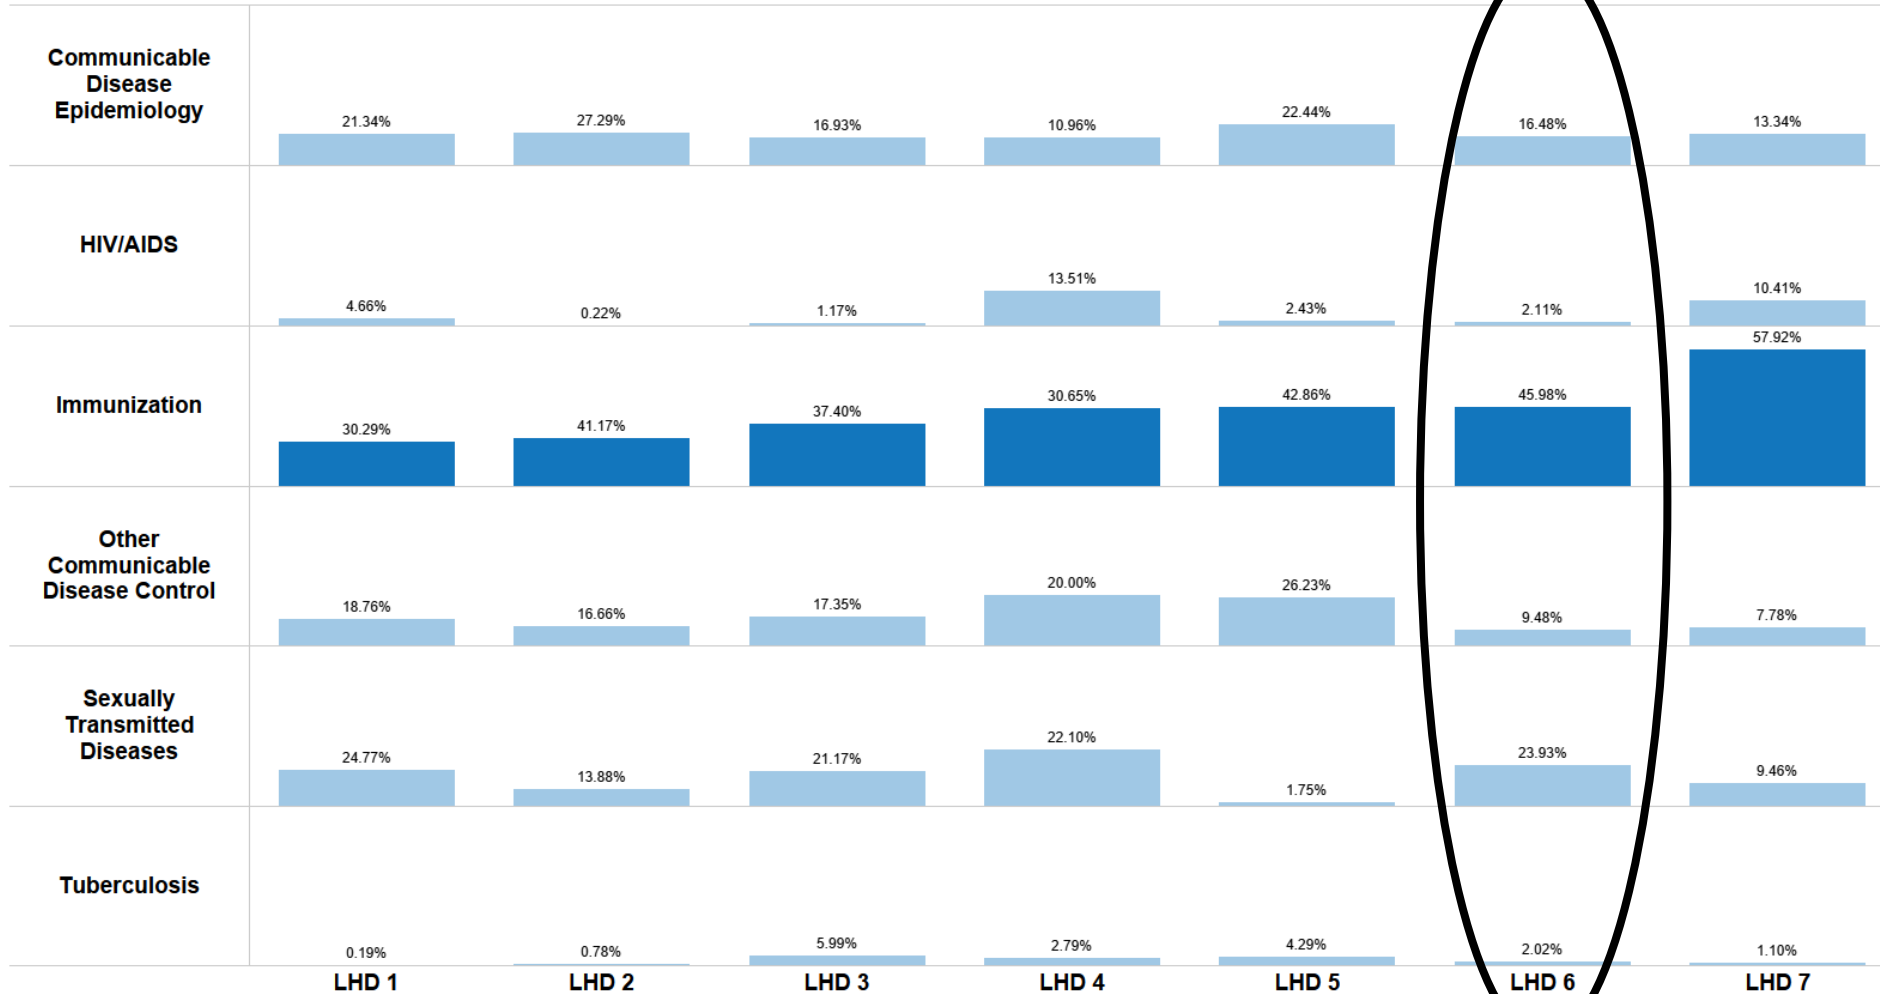 Communicable
Disease
Epidemiology
21.34%
27.29%
16.93%
10.96%
22.44%
16.48%
13.34%
HIV/AIDS
4.66%
0.22%
1.17%
13.51%
2.43%
2.11%
10.41%
Immunization
30.29%
41.17%
37.40%
30.65%
42.86%
45.98%
57.92%
Other
Communicable
Disease Control
18.76%
16.66%
17.35%
20.00%
26.23%
9.48%
7.78%
Sexually
Transmitted
Diseases
24.77%
13.88%
21.17%
22.10%
1.75%
23.93%
9.46%
Tuberculosis
0.19%
0.78%
5.99%
2.79%
4.29%
2.02%
1.10%
LHD 1
LHD 2
LHD 3
LHD 4
LHD 5
LHD 6
LHD 7